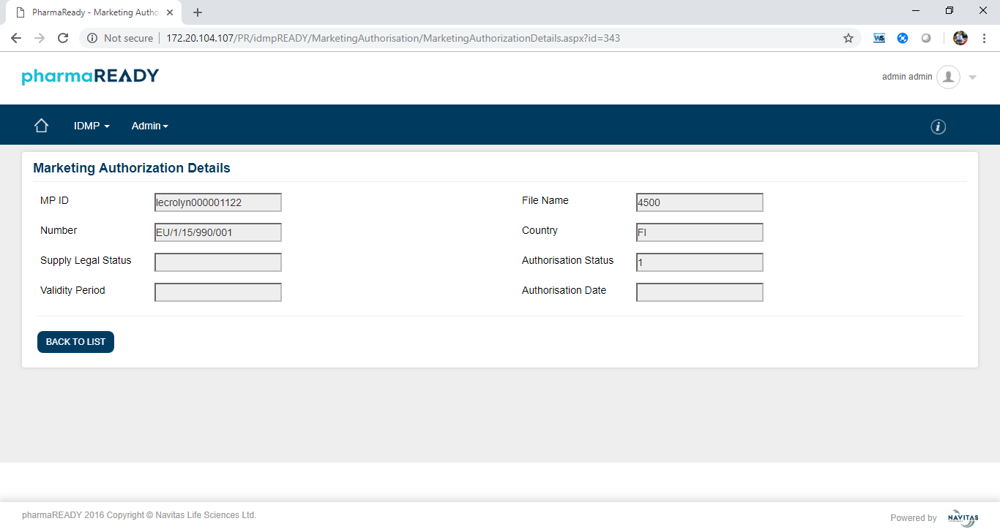 PharmaReady - Marketing Autho
Not secure 172.20.104.107/PR/idmpREADY/MarketingAuthorisation/MarketingAuthorizationDetails.aspx?id=343
WS
pharmaREADY
admin admin
IDMP Admin
i
Marketing Authorization Details
MP ID lecrolyn000001122 File Name 4500
Number EU/1/15/990/001 Country FI
Supply Legal Status Authorisation Status 1
Validity Period Authorisation Date
BACK TO LIST
pharmaREADY 2016 Copyright © Navitas Life Sciences Ltd.
Powered by NAVITAS